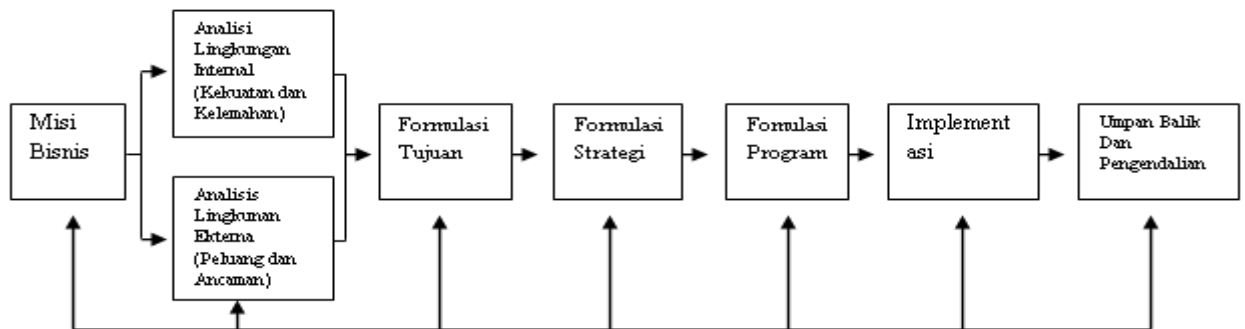 Misi
Bisnis
Analisi
Lingkungan
Internal
(Kekuatan dan
Kelemahan)
Analisis
Lingkunan
Ekterna
(Peluang dan
Ancaman)
Formulasi
Tujuan
Formulasi
Strategi
Fomulasi
Program
Implement
asi
Umpan Balik
Dan
Pengendalian